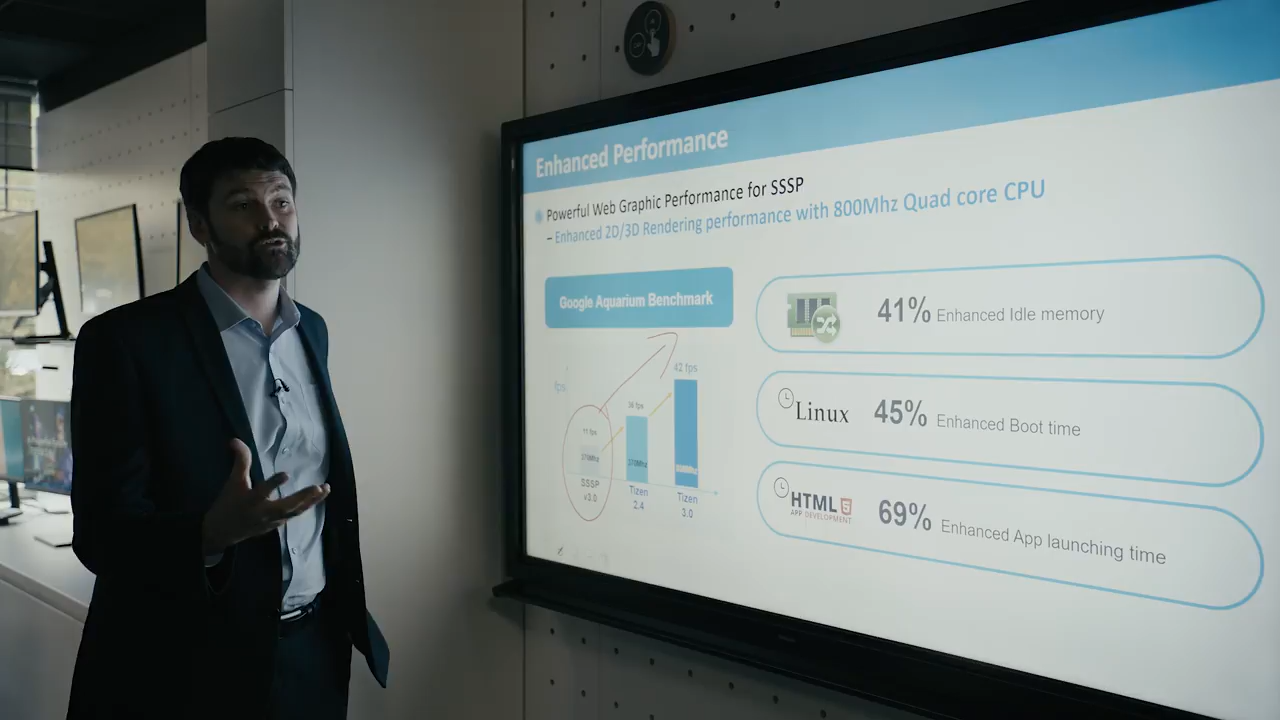 Enhanced Performance
Powerful Web Graphic Performance for SSSP
– Enhanced 2D/3D Rendering performance with 800Mhz Quad core CPU
Google Aquarium Benchmark
fps
11 fps
36 fps
42 fps
SSSP
v3.0
Tizen
2.4
Tizen
3.0
41% Enhanced Idle memory
Linux 45% Enhanced Boot time
HTML 5
APP DEVELOPMENT
69% Enhanced App launching time